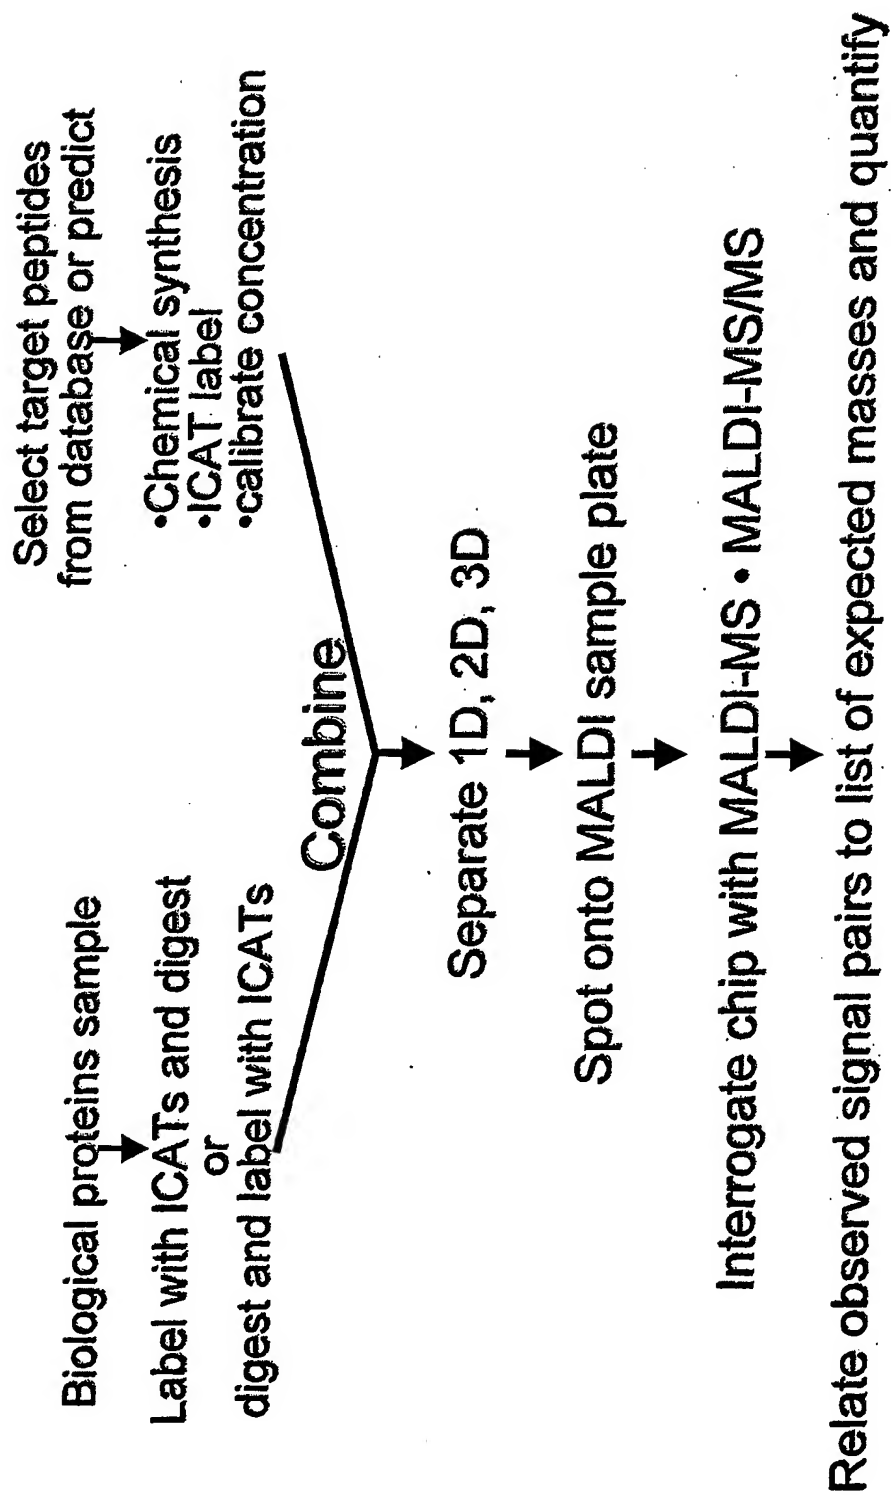 Biological proteins sample
Label with ICATs and digest
or
digest and label with ICATs
Select target peptides
from database or predict
•Chemical synthesis
•ICAT label
•calibrate concentration
Combine
Separate 1D, 2D, 3D
Spot onto MALDI sample plate
Interrogate chip with MALDI-MS • MALDI-MS/MS
Relate observed signal pairs to list of expected masses and quantify